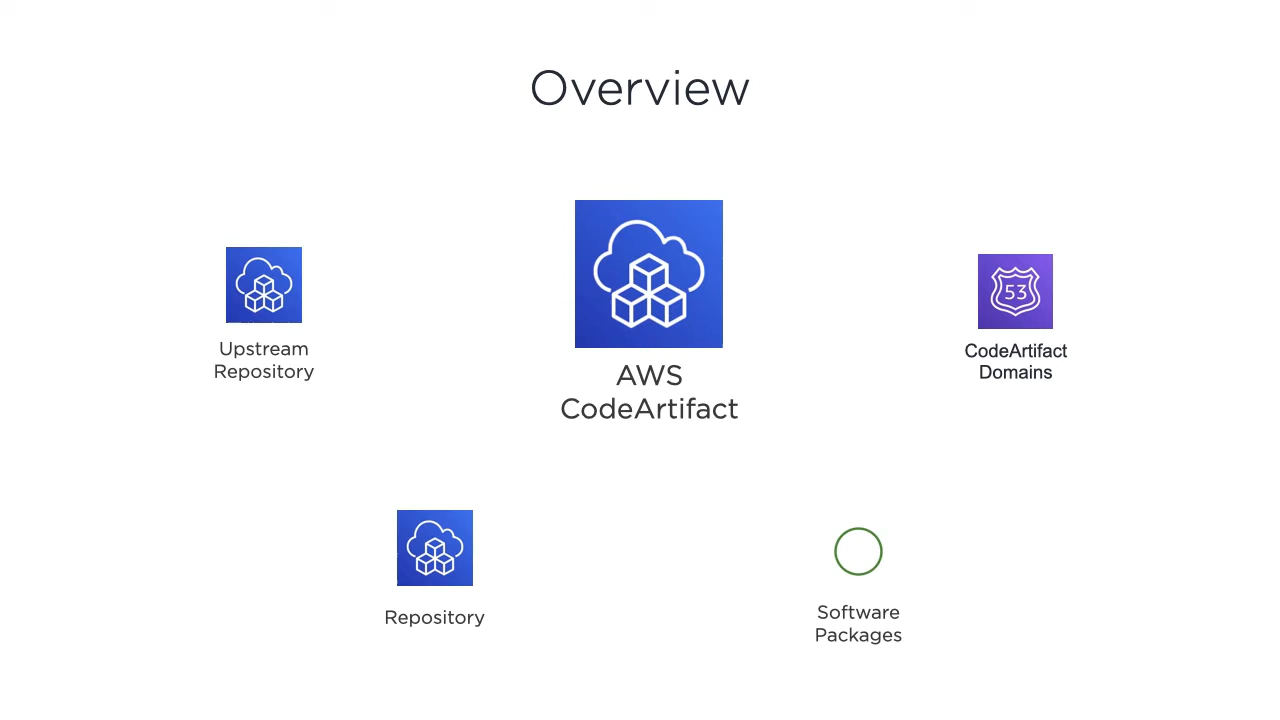 Overview
AWS
CodeArtifact
Upstream
Repository
53
CodeArtifact
Domains
Repository
Software
Packages